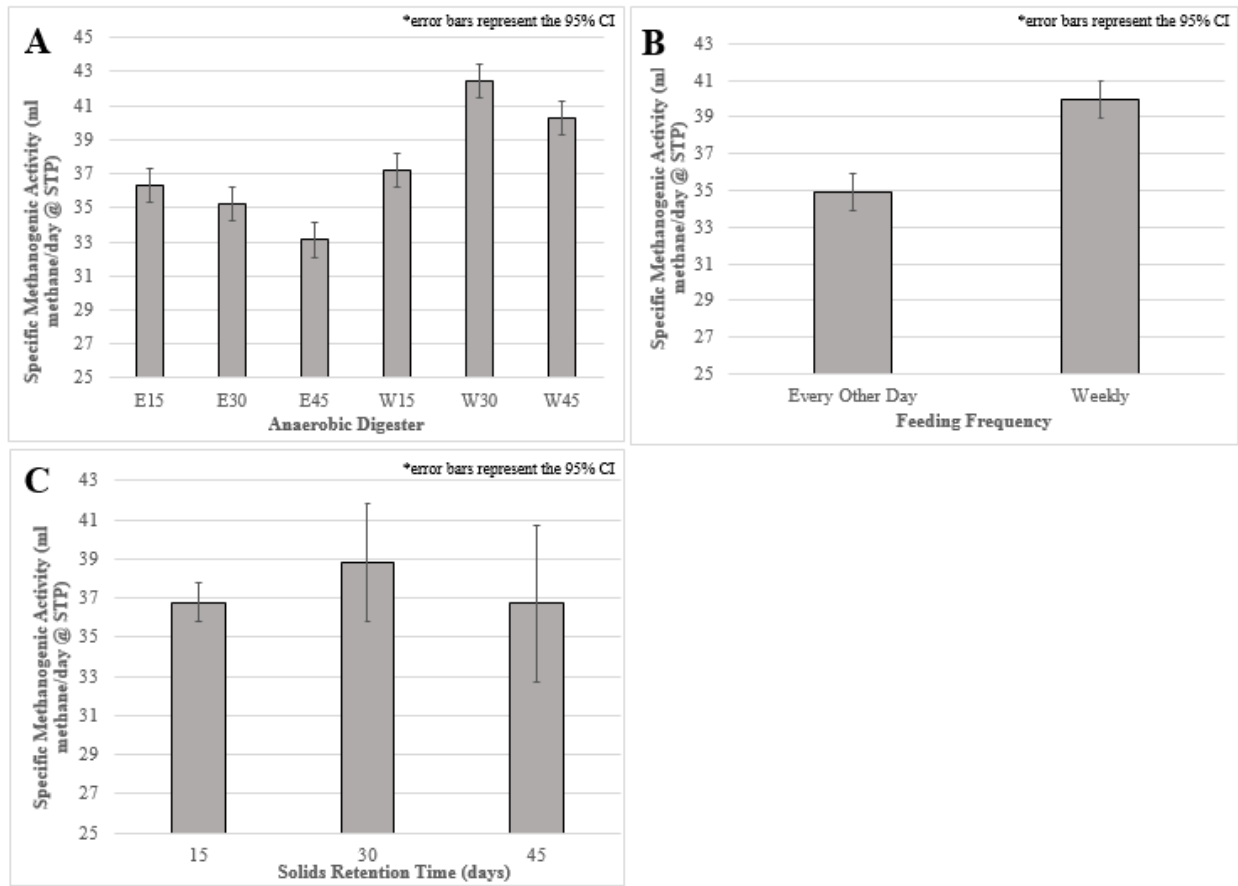 A
*error bars represent the 95% CI
Specific Methanogenic Activity (ml
methane/day @ STP)
45
43
41
39
37
35
33
31
29
27
25
E15 E30 E45 W15 W30 W45
Anaerobic Digester
B
*error bars represent the 95% CI
Specific Methanogenic Activity (ml
methane/day @ STP)
43
41
39
37
35
33
31
29
27
25
Every Other Day Weekly
Feeding Frequency
C
*error bars represent the 95% CI
Specific Methanogenic Activity (ml
methane/day @ STP)
43
41
39
37
35
33
31
29
27
25
15 30 45
Solids Retention Time (days)